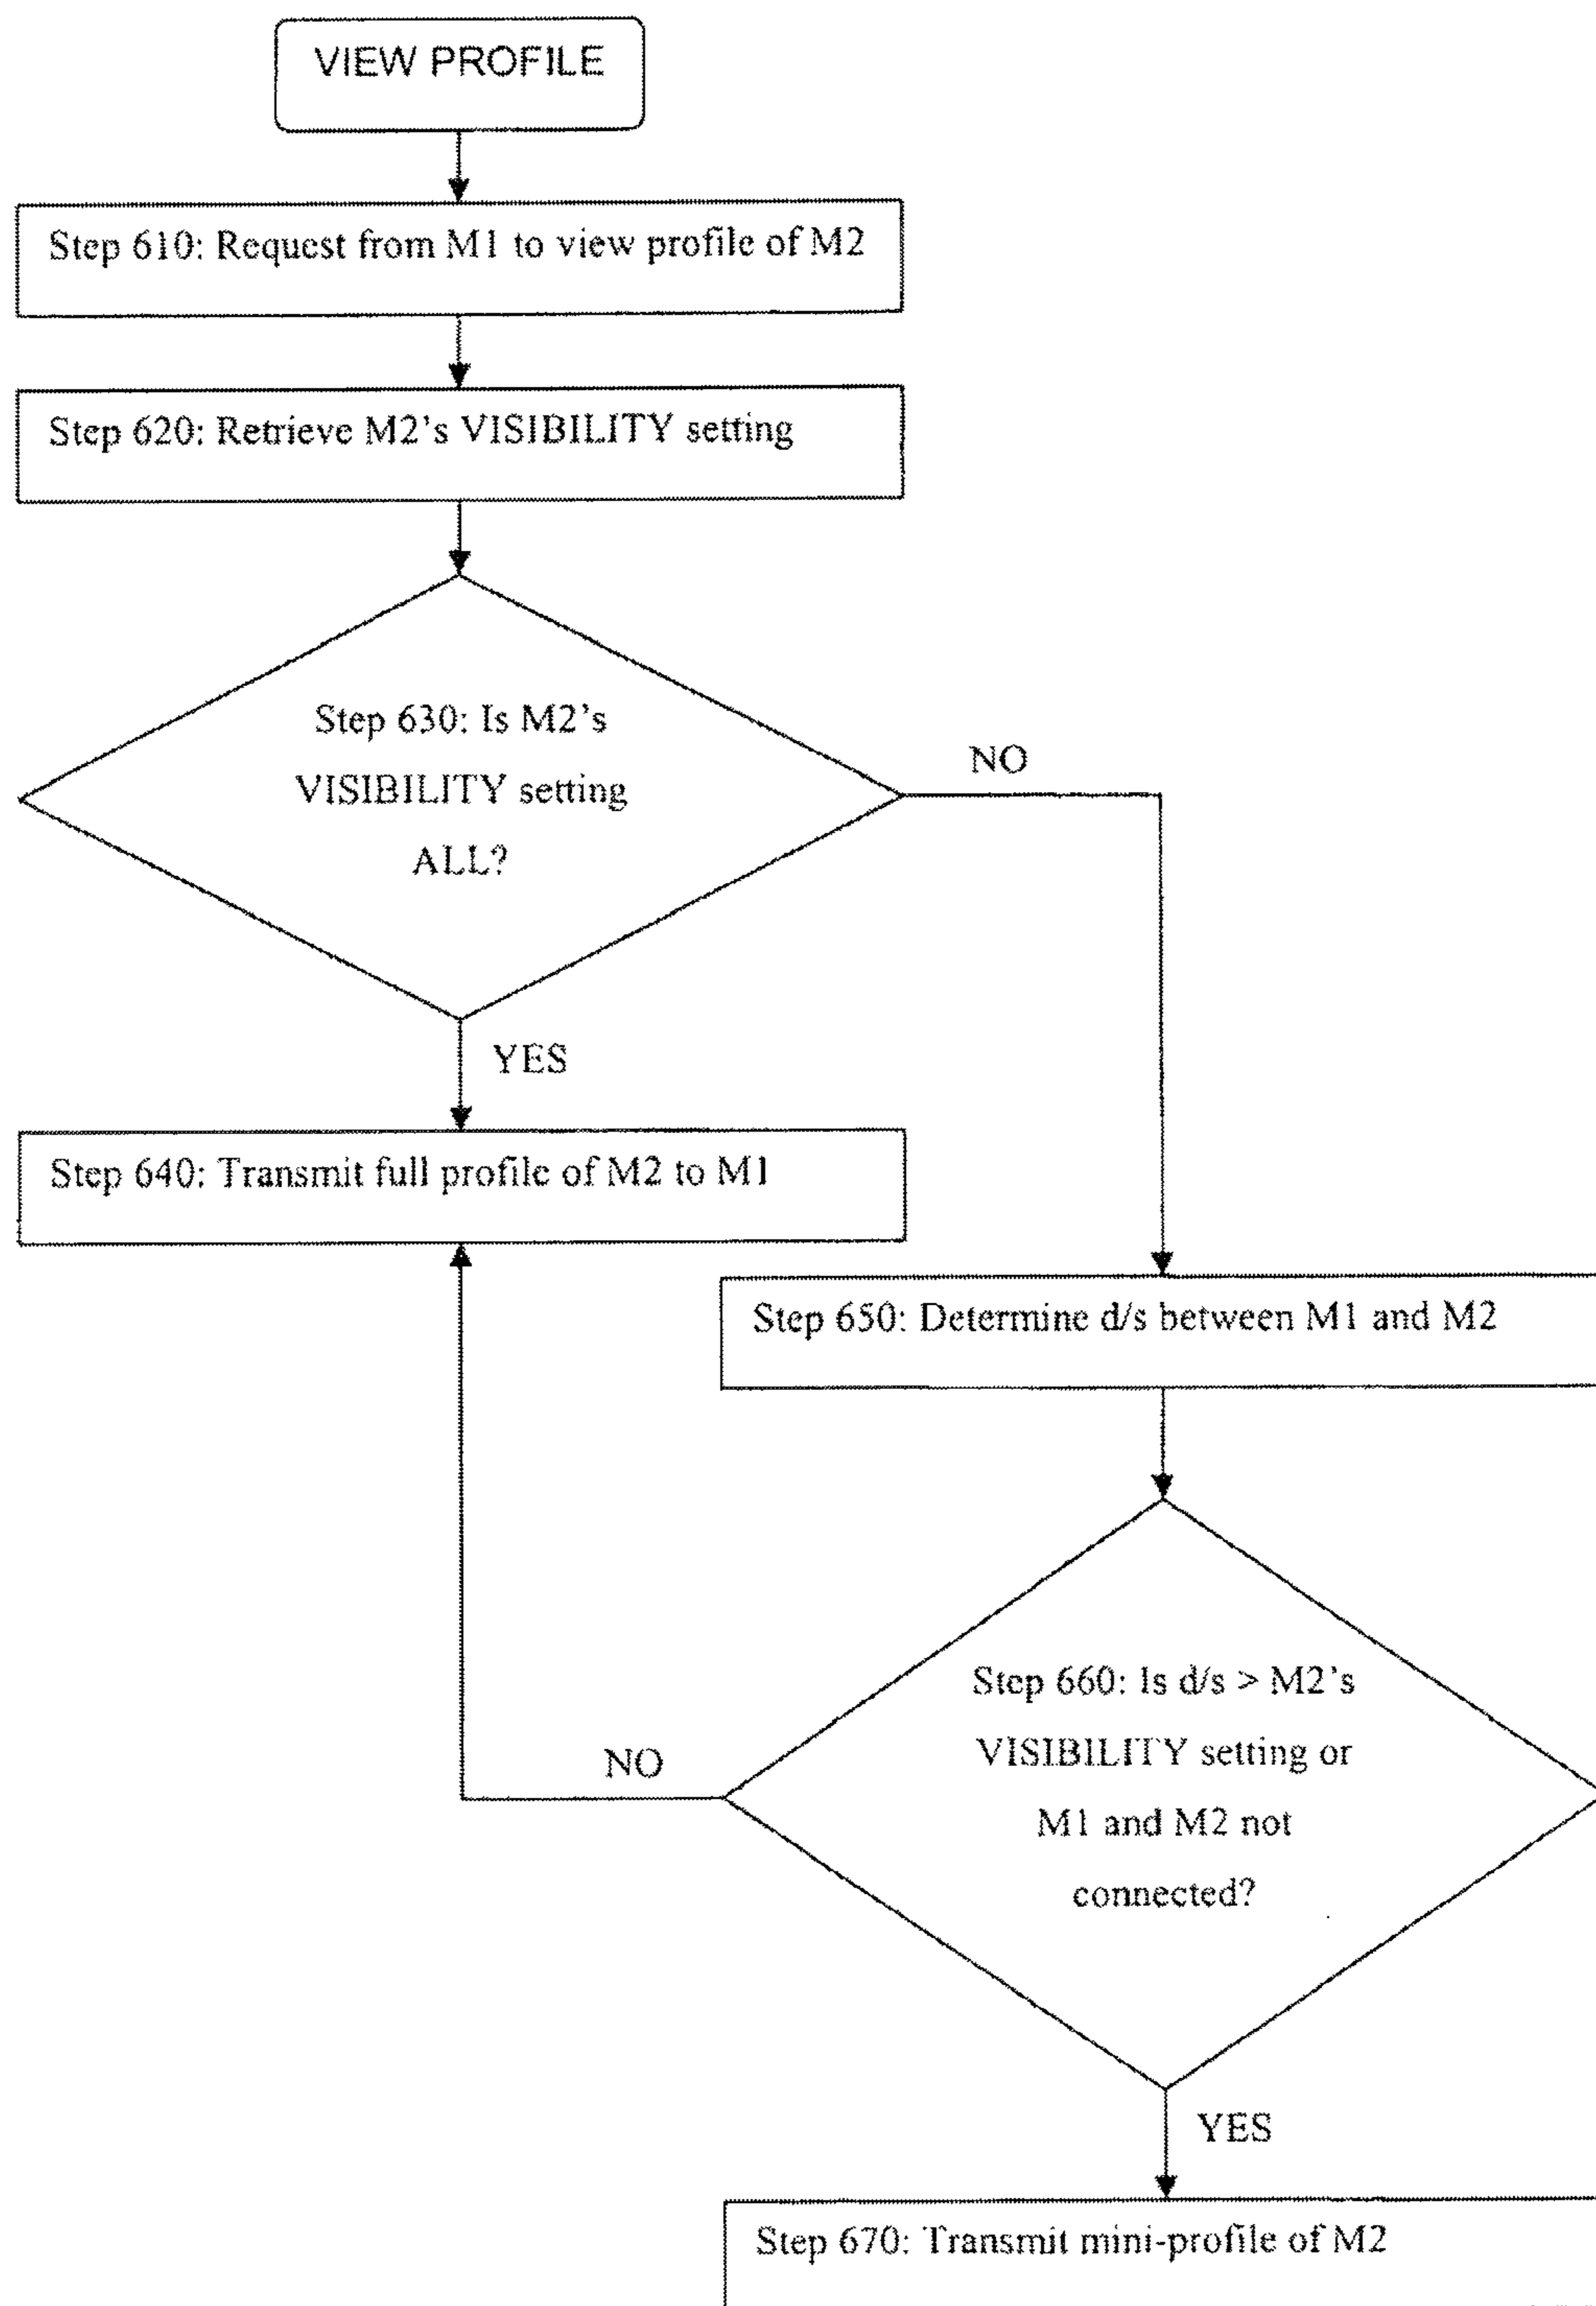 VIEW PROFILE
Step 610: Request from M1 to view profile of M2
Step 620: Retrieve M2's VISIBILITY setting
Step 630: Is M2's
VISIBILITY setting
ALL?
NO
YES
Step 640: Transmit full profile of M2 to M1
Step 650: Determine d/s between M1 and M2
Step 660: Is d/s > M2's
VISIBILITY setting or
M1 and M2 not
connected?
NO
YES
Step 670: Transmit mini-profile of M2